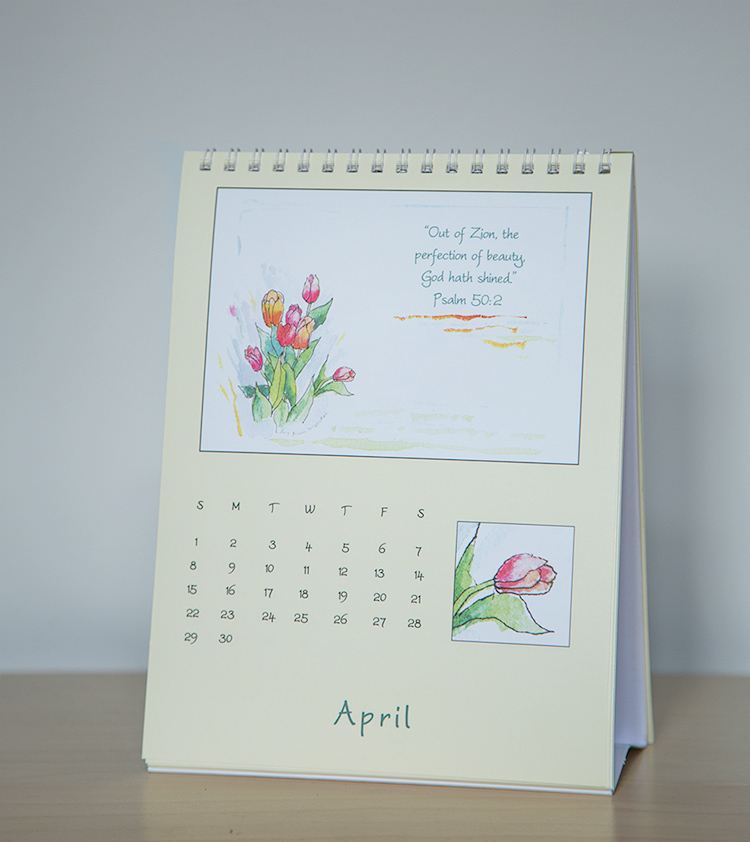 “Out of Zion, the
perfection of beauty,
God hath shined.”
Psalm 50:2
S M T W T F S
1 2 3 4 5 6 7
8 9 10 11 12 13 14
15 16 17 18 19 20 21
22 23 24 25 26 27 28
29 30
April